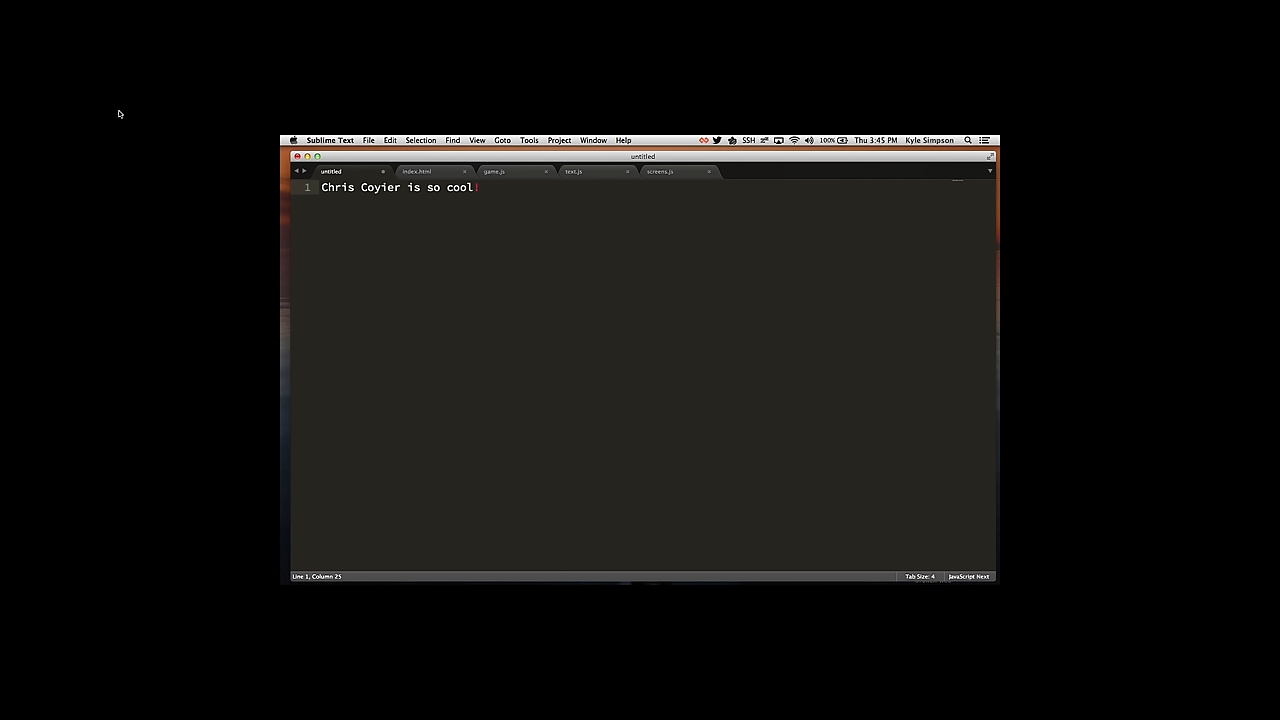 Sublime Text File Edit Selection Find View Goto Tools Project Window Help SSH 100% Thu 3:45 PM Kyle Simpson
untitled
untitled index.html game.js text.js screens.js
1 Chris Coyier is so cool!
Line 1, Column 25 Tab Size: 4 JavaScript Next